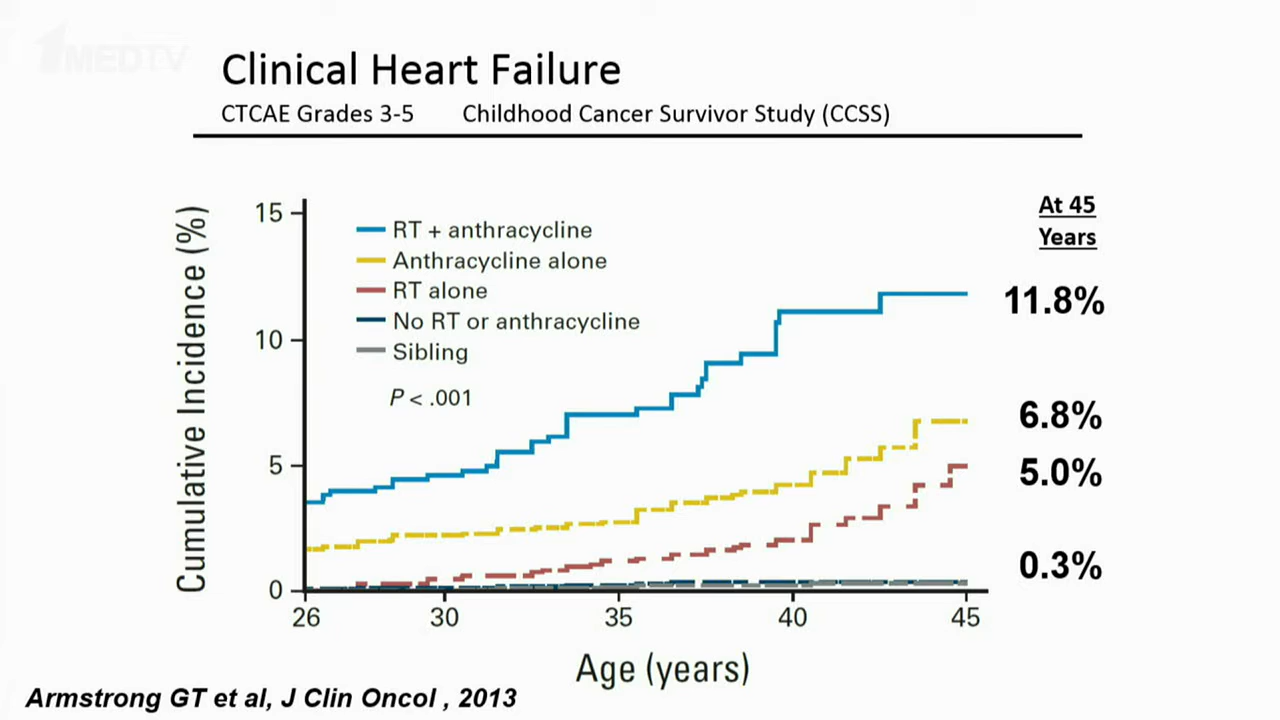 1MEDTV
Clinical Heart Failure
CTCAE Grades 3-5 Childhood Cancer Survivor Study (CCSS)
At 45
Years
Cumulative Incidence (%)
15
10
5
0
RT + anthracycline
Anthracycline alone
RT alone
No RT or anthracycline
Sibling
P < .001
11.8%
6.8%
5.0%
0.3%
26 30 35 40 45
Age (years)
Armstrong GT et al, J Clin Oncol , 2013